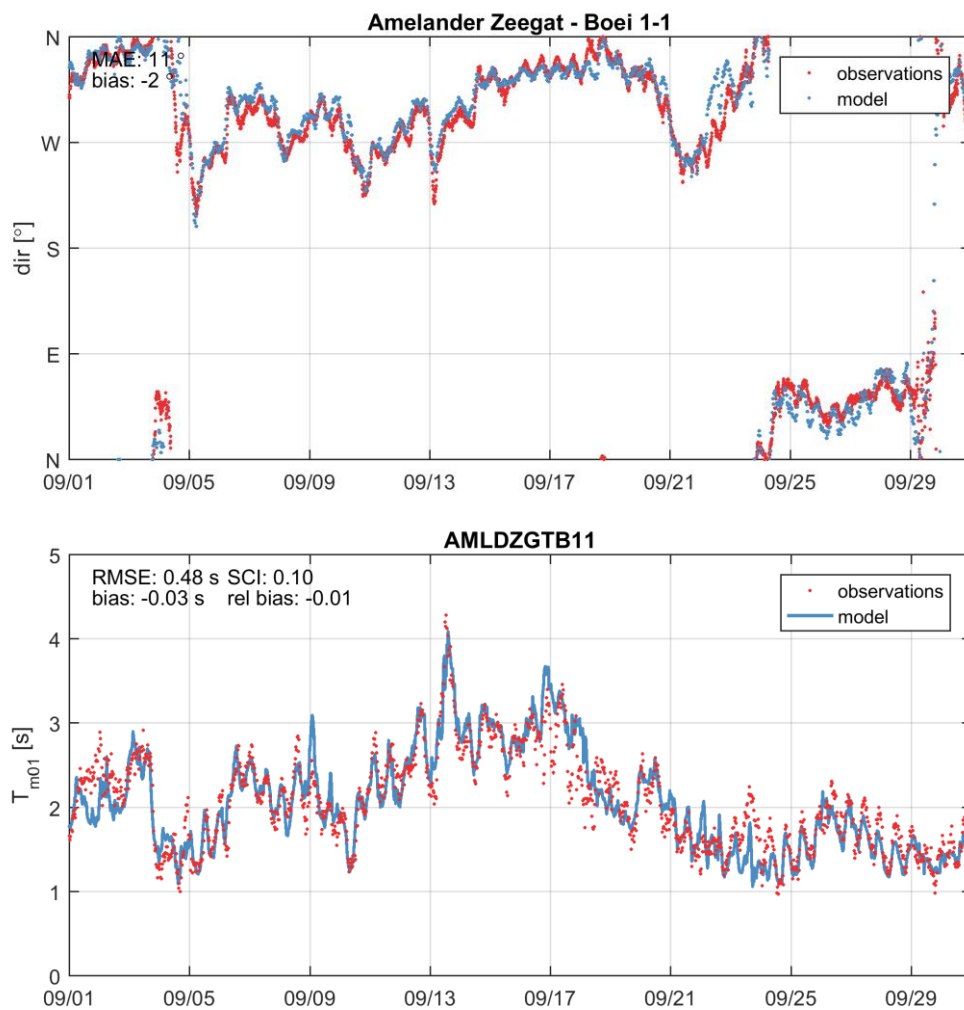 Amelander Zeegat - Boei 1-1
N
MAE: 11 °
bias: -2 °
observations
model
W
dir [°]
S
E
N
09/01 09/05 09/09 09/13 09/17 09/21 09/25 09/29
AMLDZGTB11
5
RMSE: 0.48 s SCI: 0.10
bias: -0.03 s rel bias: -0.01
observations
model
4
3
T_m01 [s]
2
1
0
09/01 09/05 09/09 09/13 09/17 09/21 09/25 09/29